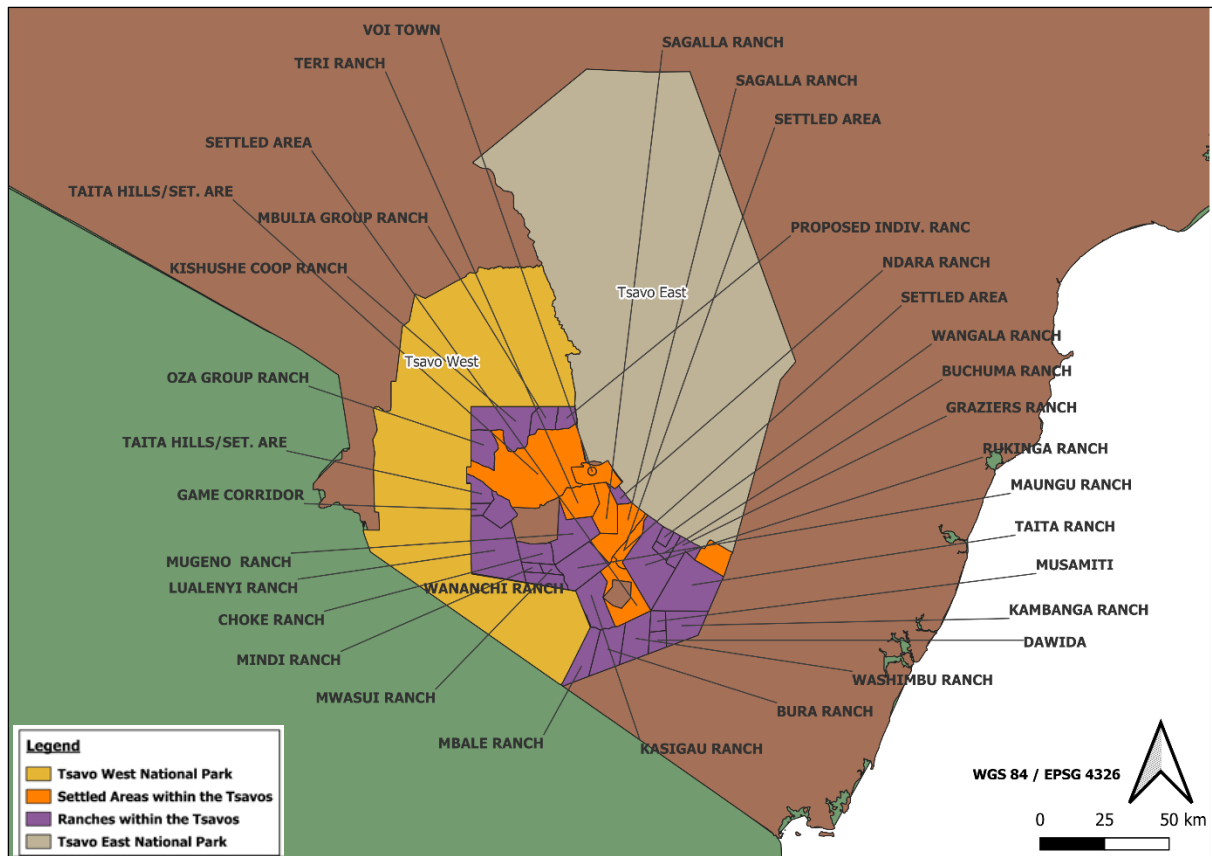 VOI TOWN
SAGALLA RANCH
TERI RANCH
SAGALLA RANCH
SETTLED AREA
SETTLED AREA
TAITA HILLS/SET. ARE
MBULIA GROUP RANCH
PROPOSED INDIV. RANC
KISHUSHE COOP RANCH
NDARA RANCH
Tsavo East
SETTLED AREA
WANGALA RANCH
Tsavo West
OZA GROUP RANCH
BUCHUMA RANCH
GRAZIERS RANCH
TAITA HILLS/SET. ARE
RUKINGA RANCH
GAME CORRIDOR
MAUNGU RANCH
TAITA RANCH
MUGENO RANCH
MUSAMITI
LUALENYI RANCH
WANANCHI RANCH
CHOKE RANCH
KAMBANGA RANCH
DAWIDA
MINDI RANCH
WASHIMBU RANCH
MWASUI RANCH
BURA RANCH
MBALE RANCH
KASIGAU RANCH
Legend
Tsavo West National Park
Settled Areas within the Tsavos
Ranches within the Tsavos
Tsavo East National Park
WGS 84 / EPSG 4326
0 25 50 km